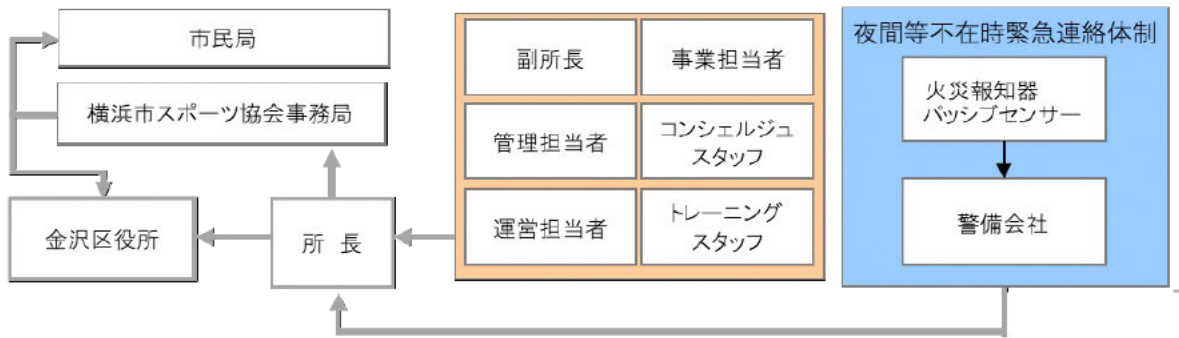 市民局
横浜市スポーツ協会事務局
金沢区役所
所 長
副所長
事業担当者
管理担当者
コンシェルジュ
スタッフ
運営担当者
トレーニング
スタッフ
夜間等不在時緊急連絡体制
火災報知器
パッシブセンサー
警備会社